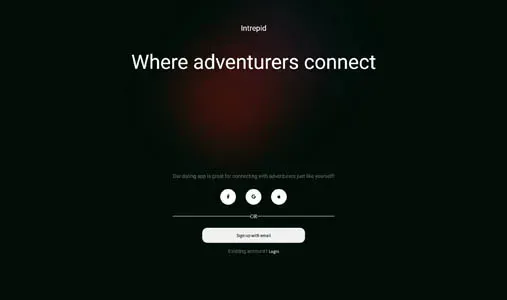 Intrepid
Where adventurers connect
Our dating app is great for connecting with adventurers just like yourself!
OR
Sign up with email
Existing account? Login